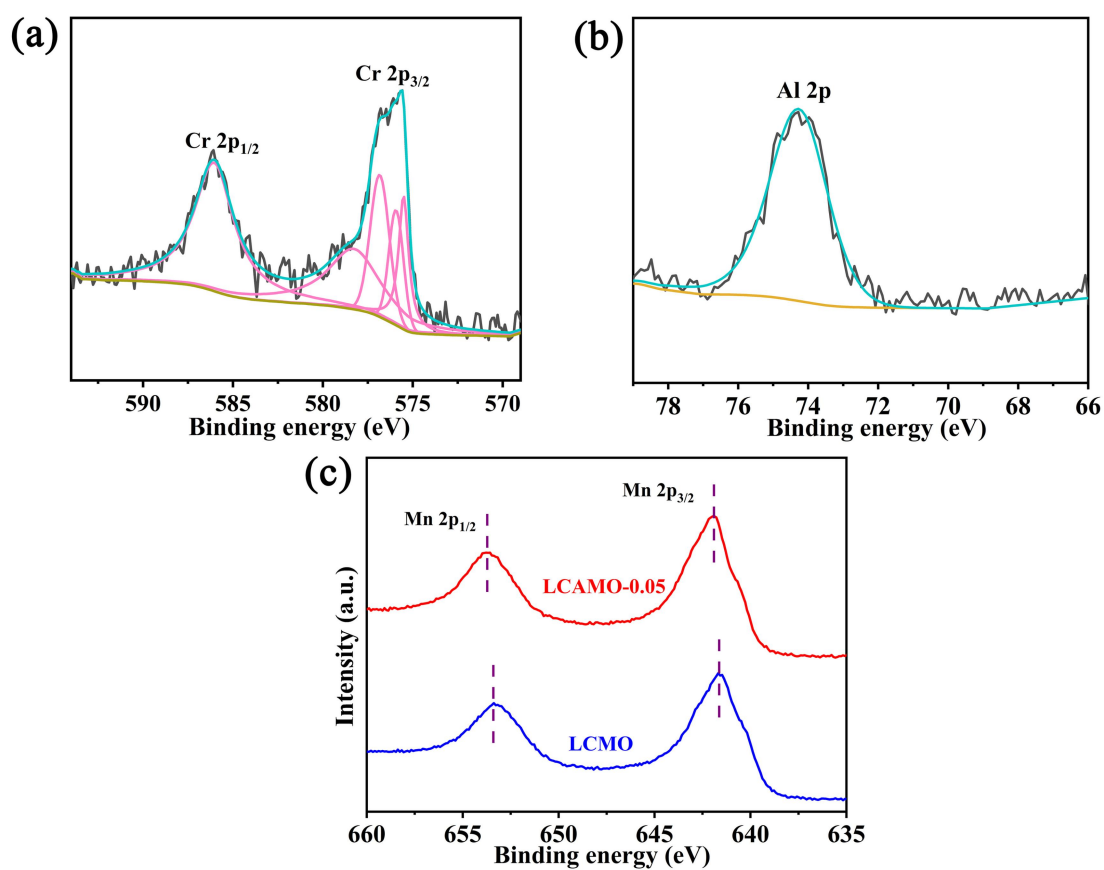 (a)
Cr 2p3/2
Cr 2p1/2
590 585 580 575 570
Binding energy (eV)
(b)
Al 2p
78 76 74 72 70 68 66
Binding energy (eV)
(c)
Mn 2p3/2
Mn 2p1/2
LCAMO-0.05
LCMO
Intensity (a.u.)
660 655 650 645 640 635
Binding energy (eV)